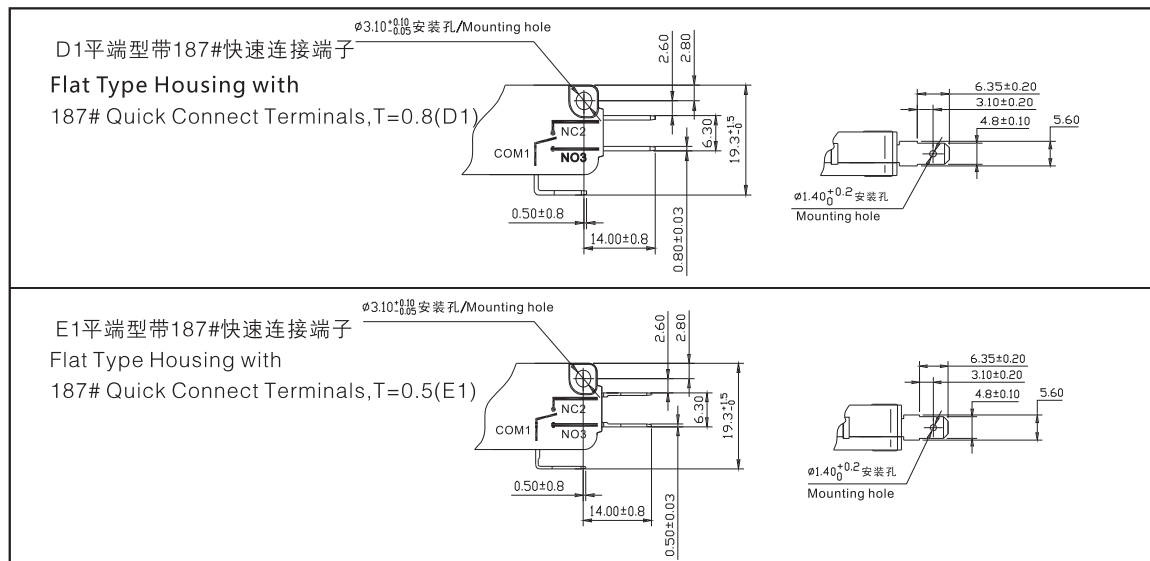 D1平端型带187#快速连接端子
Flat Type Housing with
187# Quick Connect Terminals,T=0.8(D1)
ø3.10+0.10-0.05安装孔/Mounting hole
2.60
2.80
NC2
COM1
NO3
6.30
19.3+1.5-0
0.50±0.8
14.00±0.8
0.80±0.03
6.35±0.20
3.10±0.20
4.8±0.10
5.60
ø1.40+0.2 0安装孔
Mounting hole
E1平端型带187#快速连接端子
Flat Type Housing with
187# Quick Connect Terminals,T=0.5(E1)
ø3.10+0.10-0.05安装孔/Mounting hole
2.60
2.80
NC2
COM1
NO3
6.30
19.3+1.5-0
0.50±0.8
14.00±0.8
0.50±0.03
6.35±0.20
3.10±0.20
4.8±0.10
5.60
ø1.40+0.2 0安装孔
Mounting hole